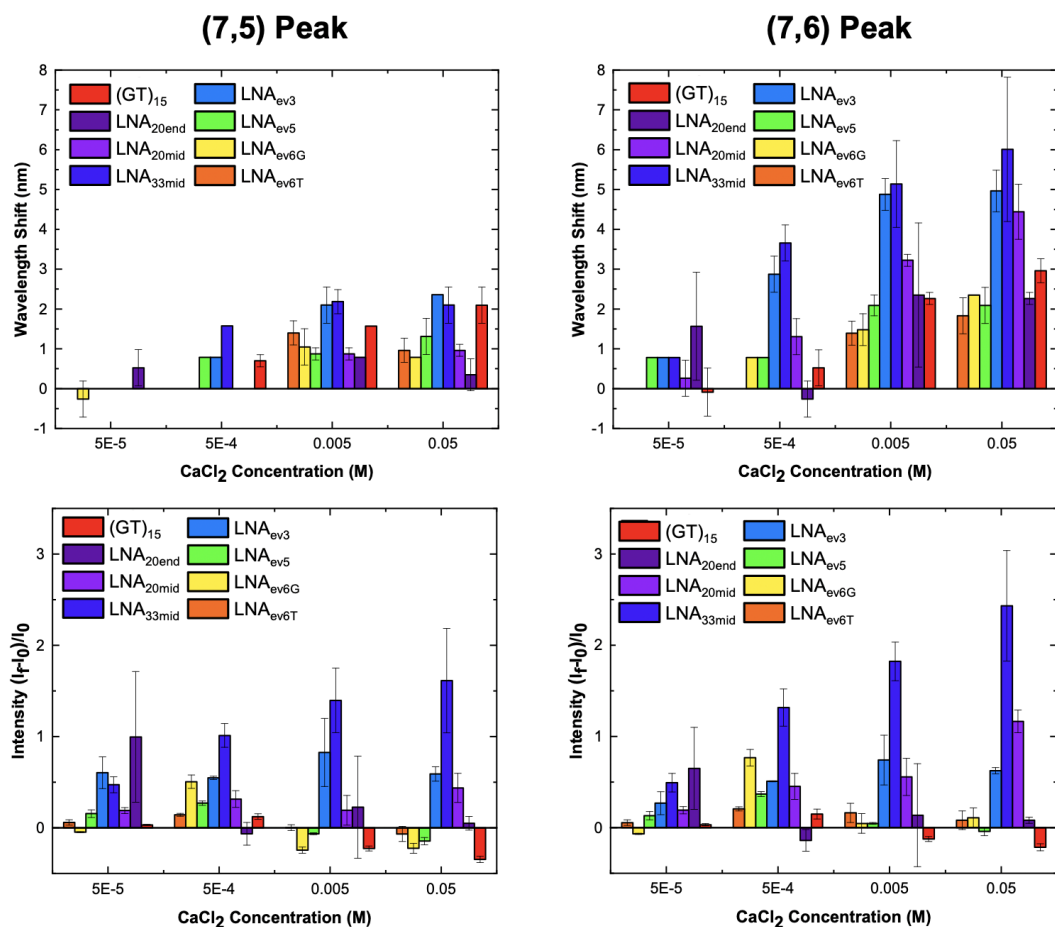 (7,5) Peak
(7,6) Peak
8
7
6
5
4
3
2
1
0
-1
Wavelength Shift (nm)
(GT)15 LNAev3
LNA20end LNAev5
LNA20mid LNAev6G
LNA33mid LNAev6T
5E-5 5E-4 0.005 0.05
CaCl2 Concentration (M)
8
7
6
5
4
3
2
1
0
-1
Wavelength Shift (nm)
(GT)15 LNAev3
LNA20end LNAev5
LNA20mid LNAev6G
LNA33mid LNAev6T
5E-5 5E-4 0.005 0.05
CaCl2 Concentration (M)
3
2
1
0
Intensity (If-I0)/I0
(GT)15 LNAev3
LNA20end LNAev5
LNA20mid LNAev6G
LNA33mid LNAev6T
5E-5 5E-4 0.005 0.05
CaCl2 Concentration (M)
3
2
1
0
Intensity (If-I0)/I0
(GT)15 LNAev3
LNA20end LNAev5
LNA20mid LNAev6G
LNA33mid LNAev6T
5E-5 5E-4 0.005 0.05
CaCl2 Concentration (M)